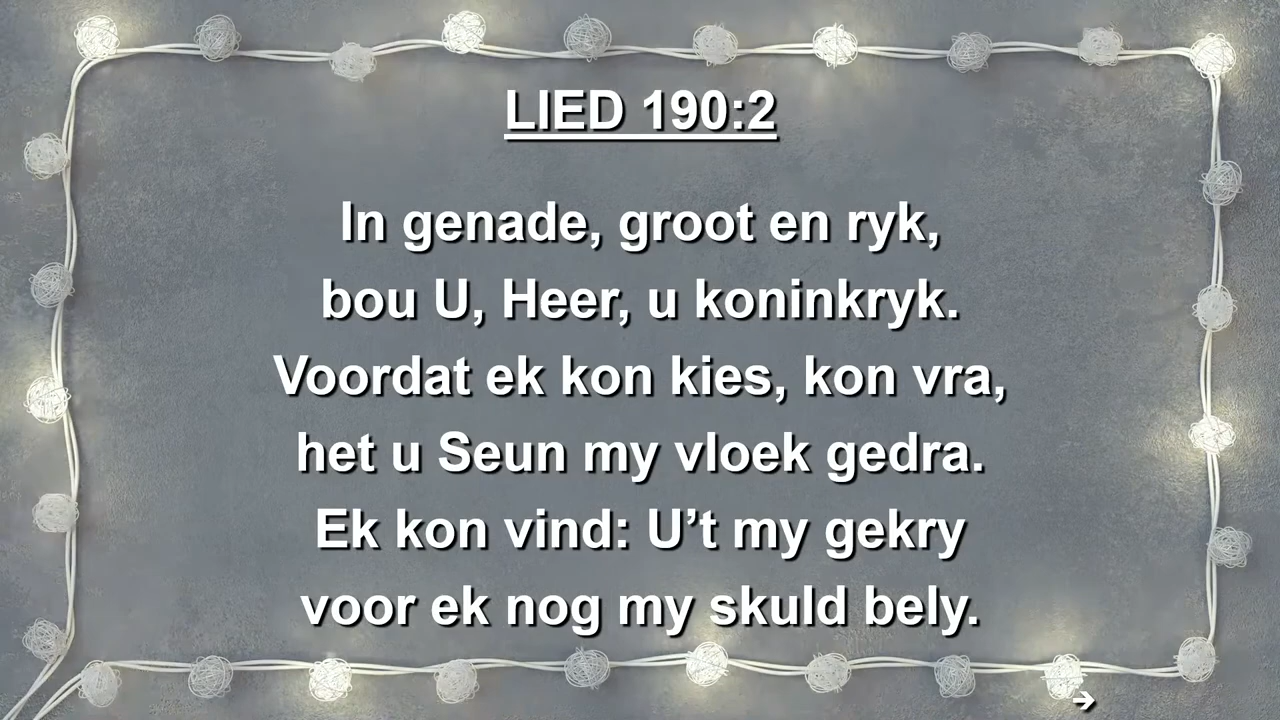 LIED 190:2
In genade, groot en ryk,
bou U, Heer, u koninkryk.
Voordat ek kon kies, kon vra,
het u Seun my vloek gedra.
Ek kon vind: U’t my gekry
voor ek nog my skuld bely.